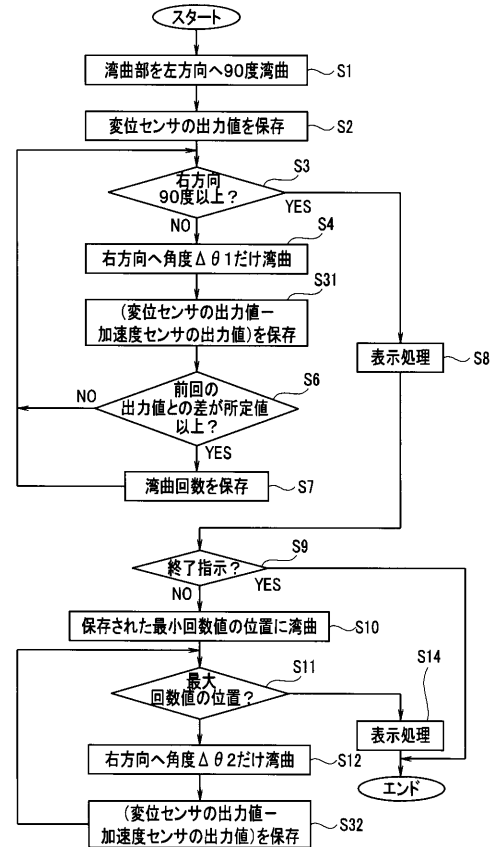 スタート
湾曲部を左方向へ90度湾曲
S1
変位センサの出力値を保存
S2
右方向
90度以上?
S3
YES
NO
S4
右方向へ角度Δθ1だけ湾曲
S31
(変位センサの出力値ー
加速度センサの出力値)を保存
表示処理
S8
前回の
出力値との差が所定値
以上?
S6
NO
YES
湾曲回数を保存
S7
終了指示?
S9
YES
NO
保存された最小回数値の位置に湾曲
S10
最大
回数値の位置?
S11
S14
表示処理
右方向へ角度Δθ2だけ湾曲
S12
エンド
(変位センサの出力値ー
加速度センサの出力値)を保存
S32